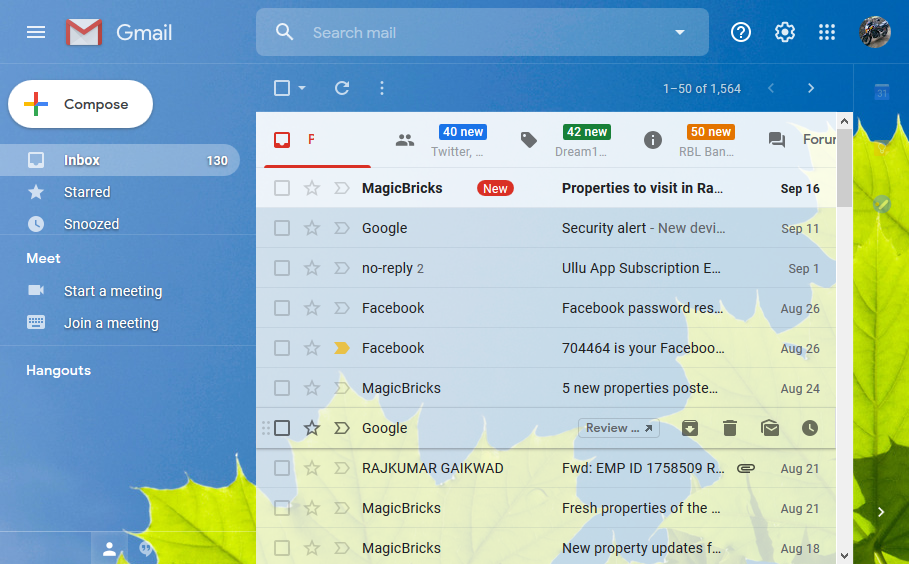 Gmail
Search mail
Compose
1–50 of 1,564
31
Inbox 130
Starred
Snoozed
Meet
Start a meeting
Join a meeting
Hangouts
P
40 new
Twitter, ...
42 new
Dream1...
50 new
RBL Ban...
Forum
MagicBricks New Properties to visit in Ra... Sep 16
Google Security alert - New devi... Sep 11
no-reply 2 Ullu App Subscription E... Sep 1
Facebook Facebook password res... Aug 26
Facebook 704464 is your Faceboo... Aug 26
MagicBricks 5 new properties poste... Aug 24
Google Review ...
RAJKUMAR GAIKWAD Fwd: EMP ID 1758509 R... Aug 21
MagicBricks Fresh properties of the ... Aug 21
MagicBricks New property updates f... Aug 18